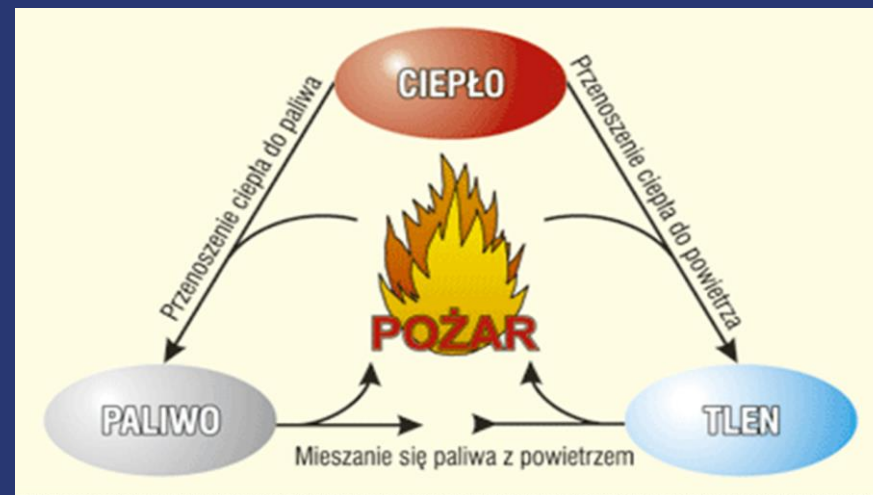 CIEPŁO
Przenoszenie ciepła do paliwa
Przenoszenie ciepła do powietrza
POŻAR
PALIWO
TLEN
Mieszanie się paliwa z powietrzem